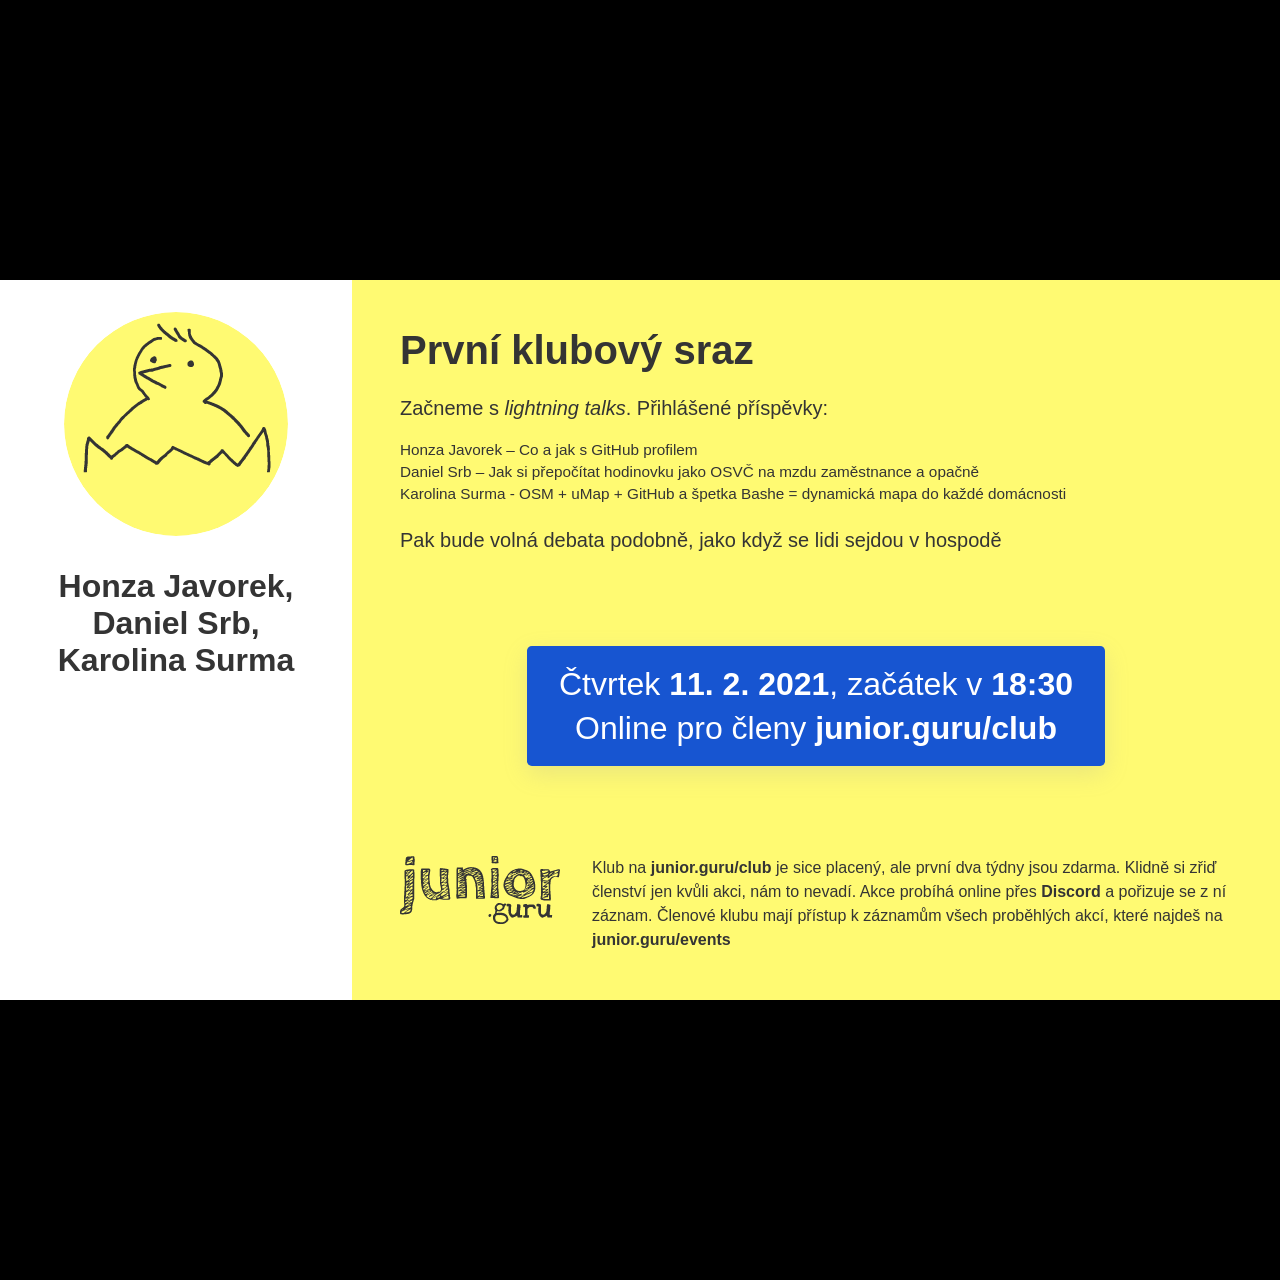 Honza Javorek,
Daniel Srb,
Karolina Surma
První klubový sraz
Začneme s lightning talks. Přihlášené příspěvky:
Honza Javorek – Co a jak s GitHub profilem
Daniel Srb – Jak si přepočítat hodinovku jako OSVČ na mzdu zaměstnance a opačně
Karolina Surma - OSM + uMap + GitHub a špetka Bashe = dynamická mapa do každé domácnosti
Pak bude volná debata podobně, jako když se lidi sejdou v hospodě
Čtvrtek 11. 2. 2021, začátek v 18:30
Online pro členy junior.guru/club
junior
.guru
Klub na junior.guru/club je sice placený, ale první dva týdny jsou zdarma. Klidně si zřiď
členství jen kvůli akci, nám to nevadí. Akce probíhá online přes Discord a pořizuje se z ní
záznam. Členové klubu mají přístup k záznamům všech proběhlých akcí, které najdeš na
junior.guru/events